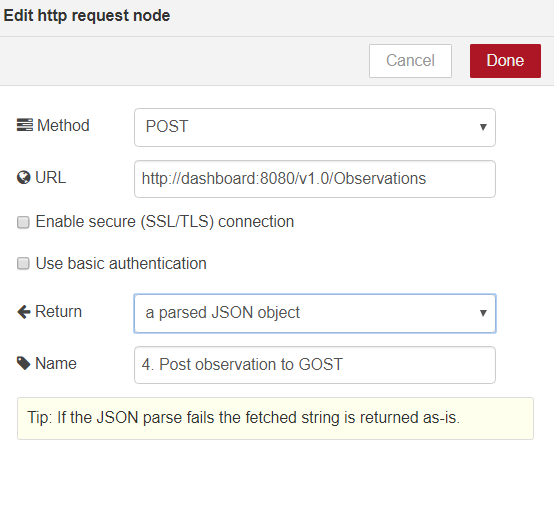 Edit http request node
Cancel Done
Method POST
URL http://dashboard:8080/v1.0/Observations
Enable secure (SSL/TLS) connection
Use basic authentication
Return a parsed JSON object
Name 4. Post observation to GOST
Tip: If the JSON parse fails the fetched string is returned as-is.